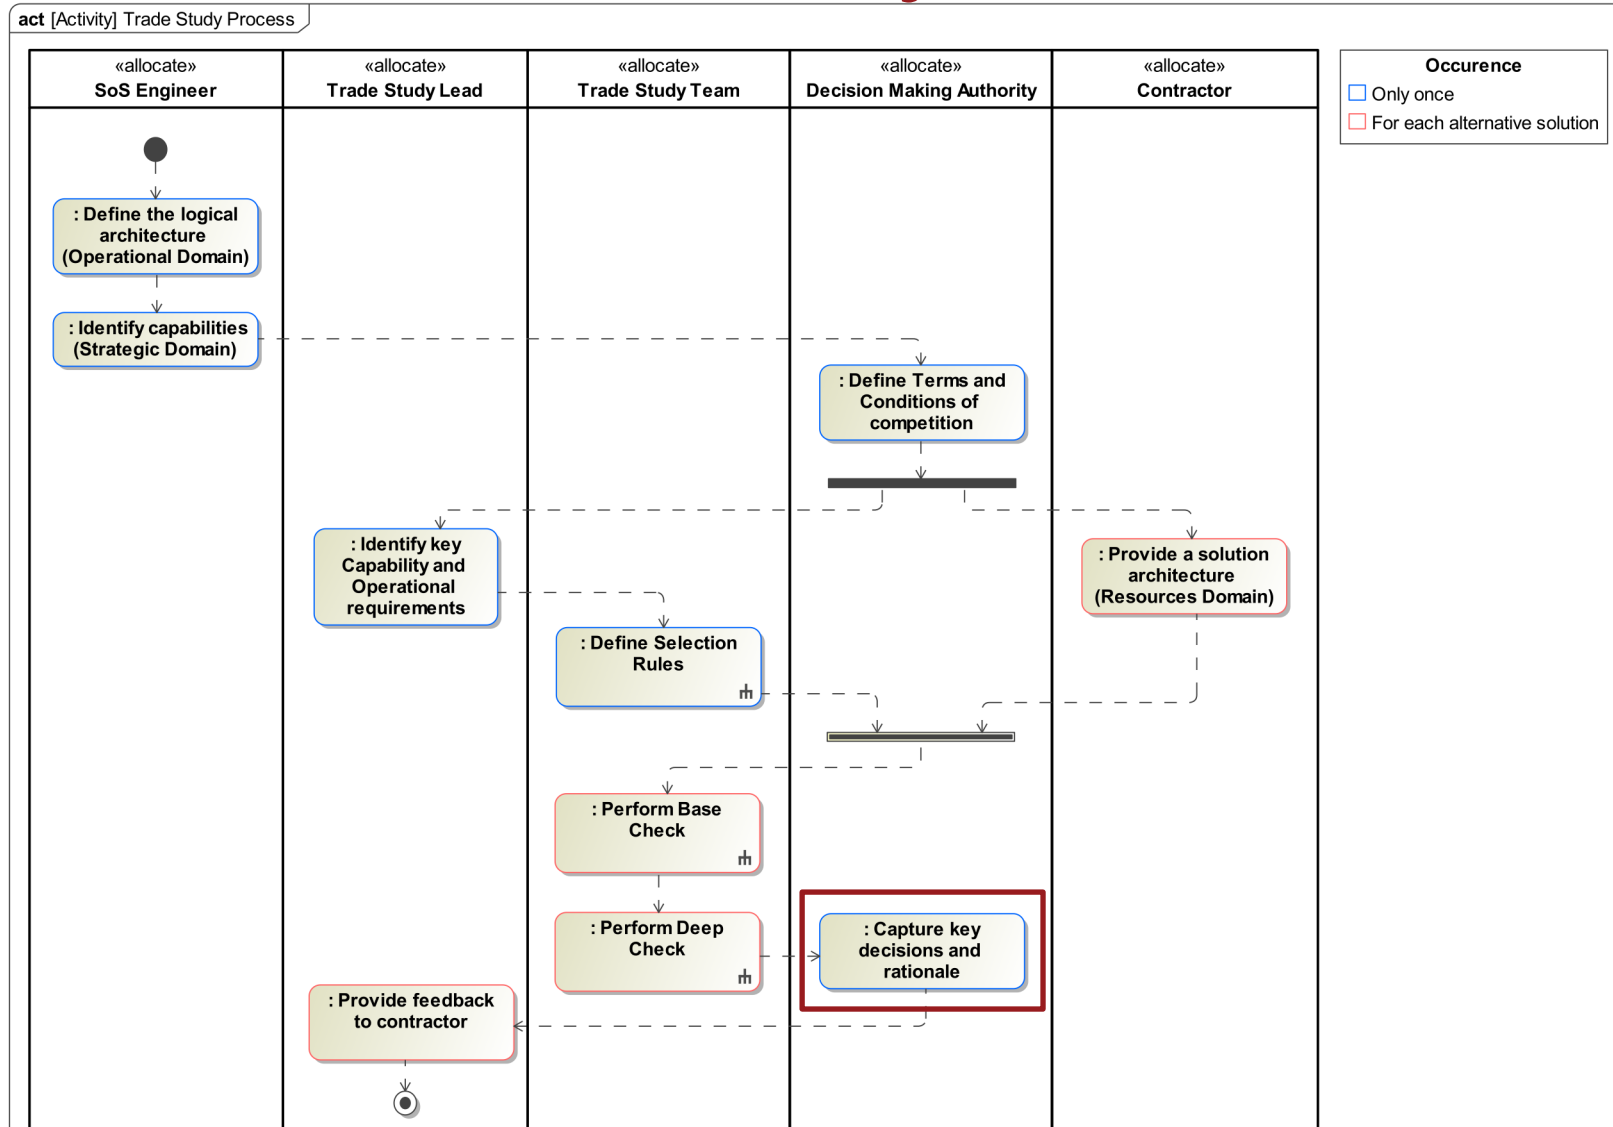 act [Activity] Trade Study Process
«allocate»
SoS Engineer
«allocate»
Trade Study Lead
«allocate»
Trade Study Team
«allocate»
Decision Making Authority
«allocate»
Contractor
Occurence
Only once
For each alternative solution
: Define the logical
architecture
(Operational Domain)
: Identify capabilities
(Strategic Domain)
: Define Terms and
Conditions of
competition
: Identify key
Capability and
Operational
requirements
: Provide a solution
architecture
(Resources Domain)
: Define Selection
Rules
: Perform Base
Check
: Perform Deep
Check
: Capture key
decisions and
rationale
: Provide feedback
to contractor